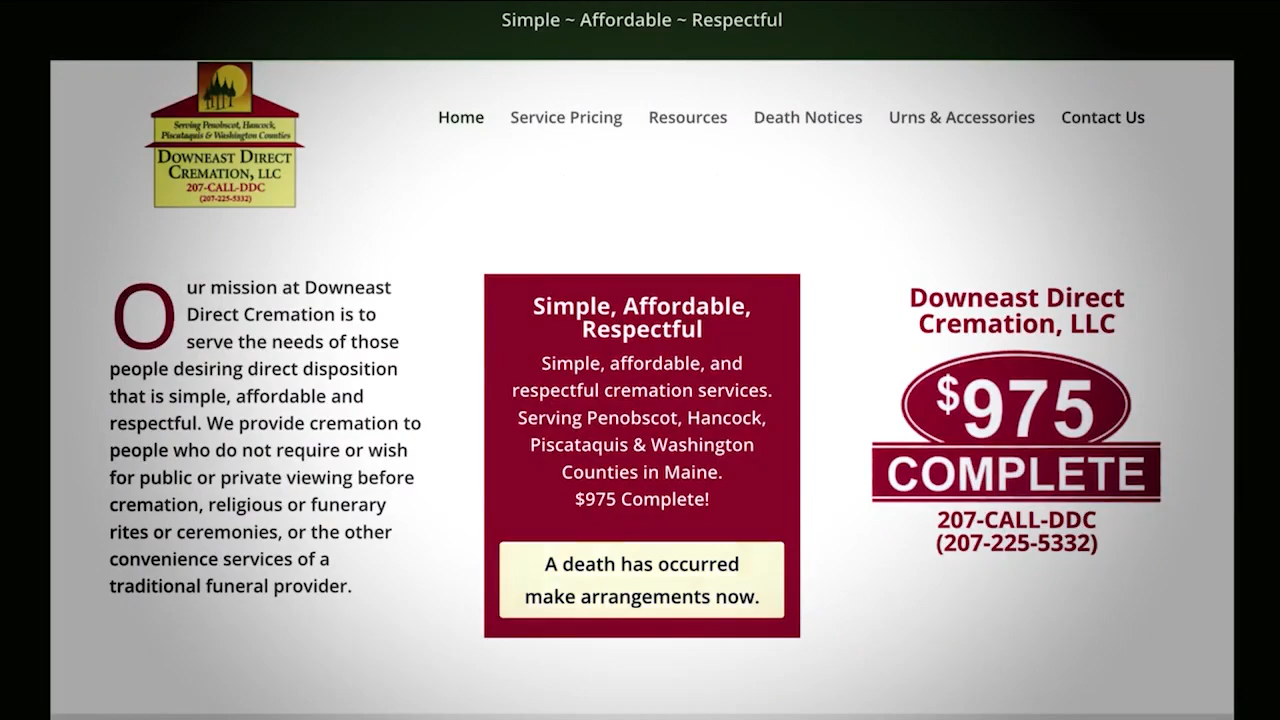 Simple ~ Affordable ~ Respectful
Serving Penobscot, Hancock,
Piscataquis & Washington Counties
DOWNEAST DIRECT
CREMATION, LLC
207-CALL-DDC
(207-225-5332)
Home Service Pricing Resources Death Notices Urns & Accessories Contact Us
Our mission at Downeast
Direct Cremation is to
serve the needs of those
people desiring direct disposition
that is simple, affordable and
respectful. We provide cremation to
people who do not require or wish
for public or private viewing before
cremation, religious or funerary
rites or ceremonies, or the other
convenience services of a
traditional funeral provider.
Simple, Affordable,
Respectful
Simple, affordable, and
respectful cremation services.
Serving Penobscot, Hancock,
Piscataquis & Washington
Counties in Maine.
$975 Complete!
A death has occurred
make arrangements now.
Downeast Direct
Cremation, LLC
$975
COMPLETE
207-CALL-DDC
(207-225-5332)